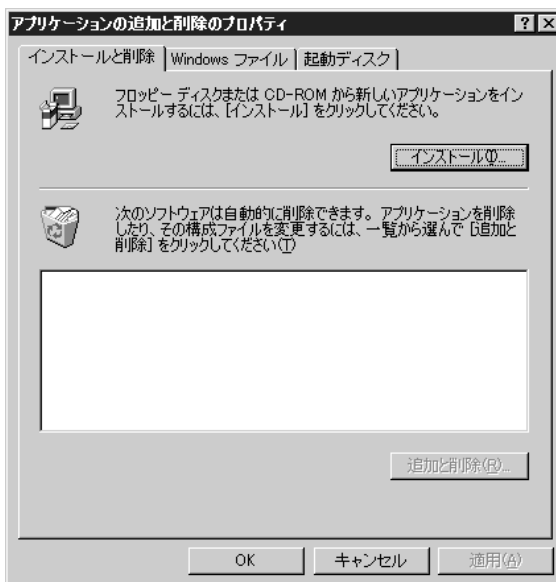 アプリケーションの追加と削除のプロパティ
インストールと削除 Windows ファイル 起動ディスク
フロッピー ディスクまたは CD-ROM から新しいアプリケーションをイン
ストールするには、[インストール] をクリックしてください。
インストール(I)...
次のソフトウェアは自動的に削除できます。アプリケーションを削除
したり、その構成ファイルを変更するには、一覧から選んで [追加と
削除] をクリックしてください(T)
追加と削除(R)...
OK キャンセル 適用(A)